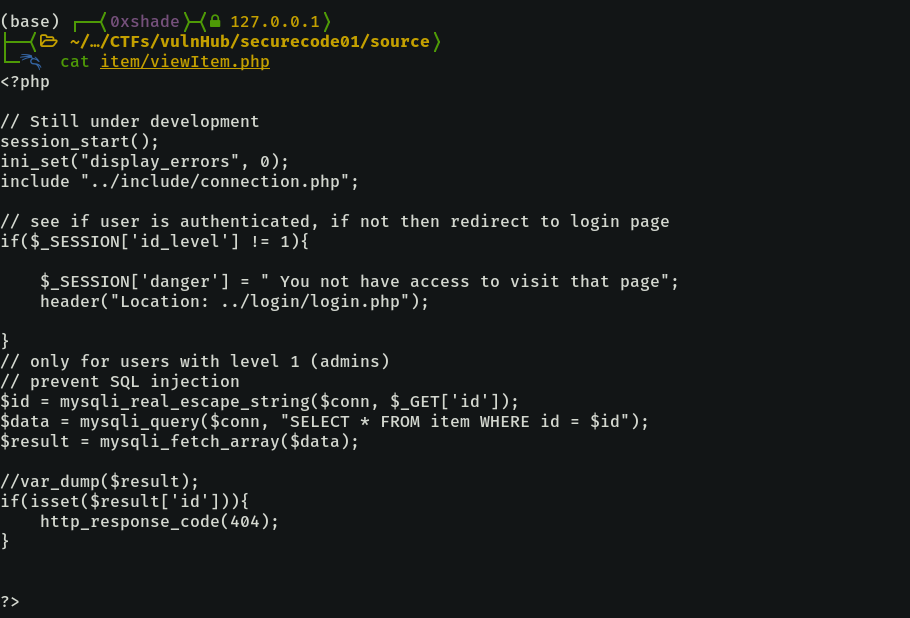 (base) 0xshade 127.0.0.1
~/…/CTFs/vulnHub/securecode01/source
cat item/viewItem.php
<?php
// Still under development
session_start();
ini_set("display_errors", 0);
include "../include/connection.php";
// see if user is authenticated, if not then redirect to login page
if($_SESSION['id_level'] != 1){
    $_SESSION['danger'] = " You not have access to visit that page";
    header("Location: ../login/login.php");
}
// only for users with level 1 (admins)
// prevent SQL injection
$id = mysqli_real_escape_string($conn, $_GET['id']);
$data = mysqli_query($conn, "SELECT * FROM item WHERE id = $id");
$result = mysqli_fetch_array($data);
//var_dump($result);
if(isset($result['id'])){
    http_response_code(404);
}
?>